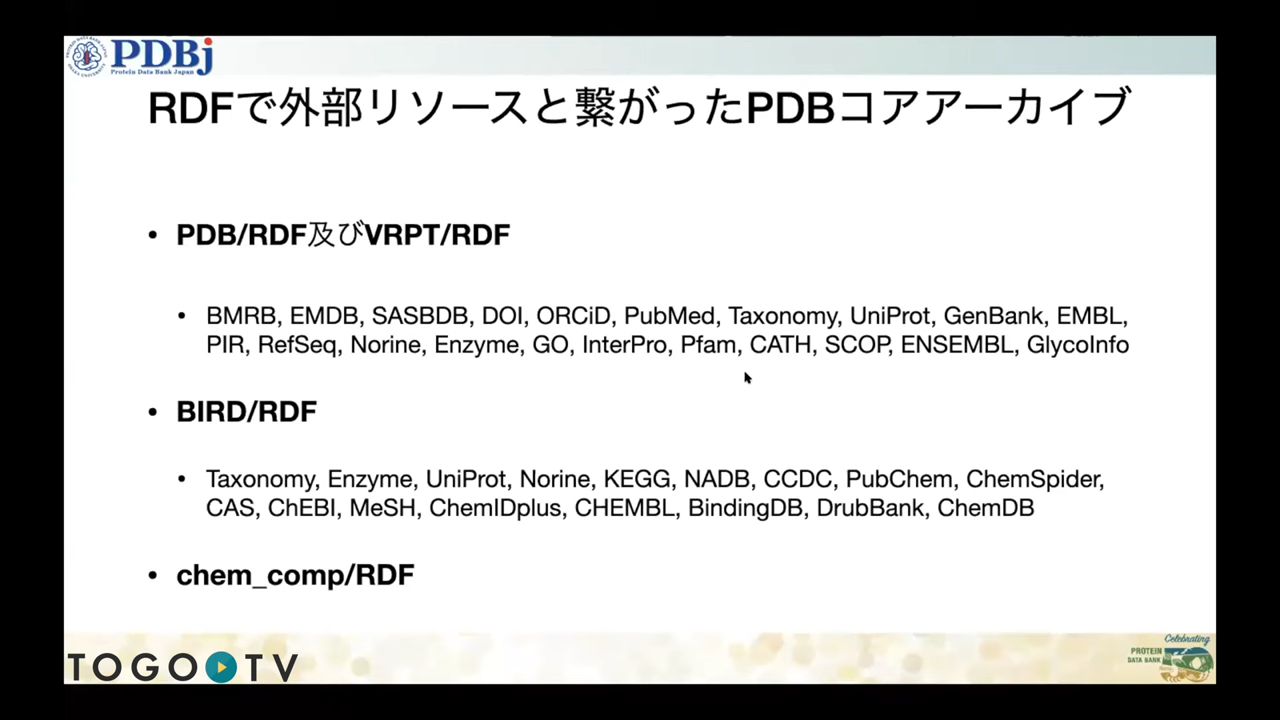 PDBj
Protein Data Bank Japan
RDFで外部リソースと繋がったPDBコアアーカイブ
• PDB/RDF及びVRPT/RDF
• BMRB, EMDB, SASBDB, DOI, ORCiD, PubMed, Taxonomy, UniProt, GenBank, EMBL,
PIR, RefSeq, Norine, Enzyme, GO, InterPro, Pfam, CATH, SCOP, ENSEMBL, GlycoInfo
• BIRD/RDF
• Taxonomy, Enzyme, UniProt, Norine, KEGG, NADB, CCDC, PubChem, ChemSpider,
CAS, ChEBI, MeSH, ChemIDplus, CHEMBL, BindingDB, DrubBank, ChemDB
• chem_comp/RDF
TOGO TV
Celebrating
PROTEIN
DATA BANK